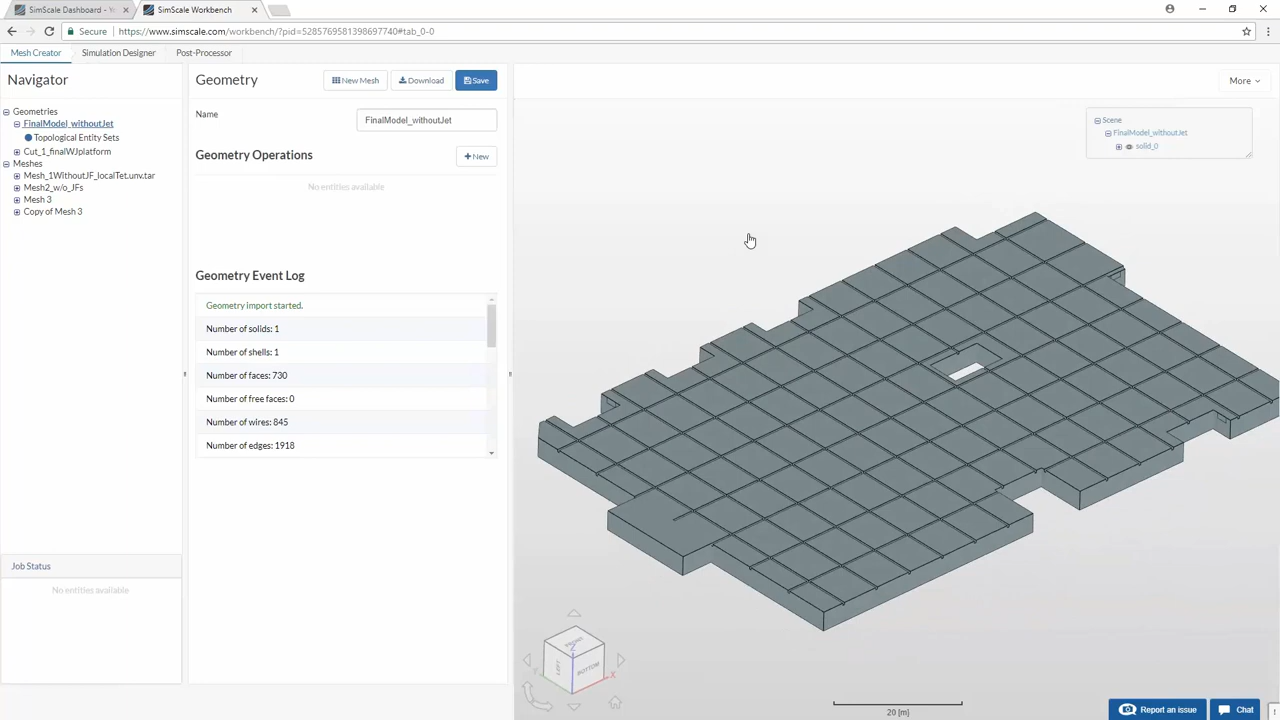 SimScale Dashboard - W
SimScale Workbench
Secure
https://www.simscale.com/workbench/?pid=5285769581398697740#tab_0-0
Mesh Creator
Simulation Designer
Post-Processor
Navigator
Geometries
FinalModel_withoutJet
Topological Entity Sets
Cut_1_finalWJplatform
Meshes
Mesh_1WithoutJF_localTet.unv.tar
Mesh2_w/o_JFs
Mesh 3
Copy of Mesh 3
Job Status
No entities available
Geometry
New Mesh
Download
Save
Name
FinalModel_withoutJet
Geometry Operations
New
No entities available
Geometry Event Log
Geometry import started.
Number of solids: 1
Number of shells: 1
Number of faces: 730
Number of free faces: 0
Number of wires: 845
Number of edges: 1918
More
Scene
FinalModel_withoutJet
solid_0
LEFT
BOTTOM
Z
X
20 [m]
Report an issue
Chat